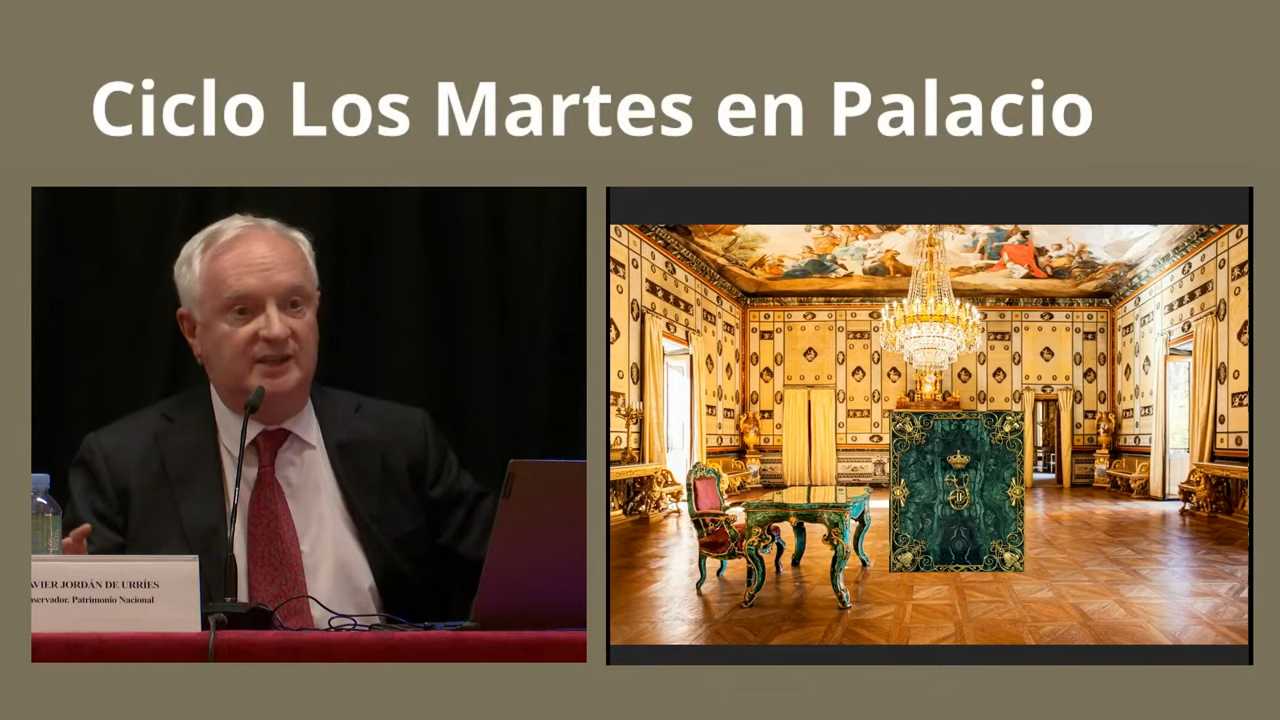 Ciclo Los Martes en Palacio
AVIER JORDÁN DE URRÍES
nservador. Patrimonio Nacional